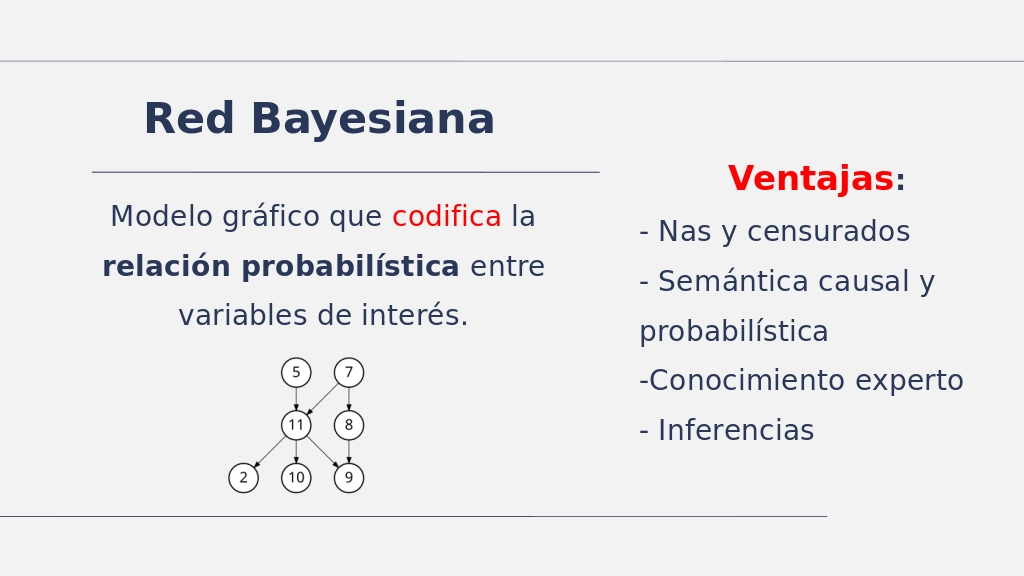 Red Bayesiana
Modelo gráfico que codifica la
relación probabilística entre
variables de interés.
5 7
11 8
2 10 9
Ventajas:
- Nas y censurados
- Semántica causal y
probabilística
-Conocimiento experto
- Inferencias